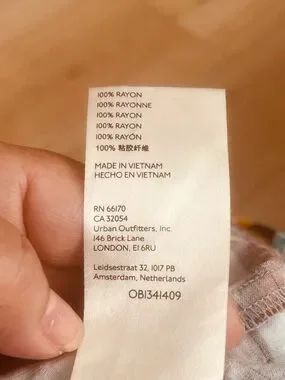 100% RAYON
100% RAYONNE
100% RAYON
100% RAYON
100% RAYÓN
100% 粘胶纤维
MADE IN VIETNAM
HECHO EN VIETNAM
RN 66170
CA 32054
Urban Outfitters, Inc.
146 Brick Lane
LONDON, E1 6RU
Leidsestraat 32, 1017 PB
Amsterdam, Netherlands
OB1341409